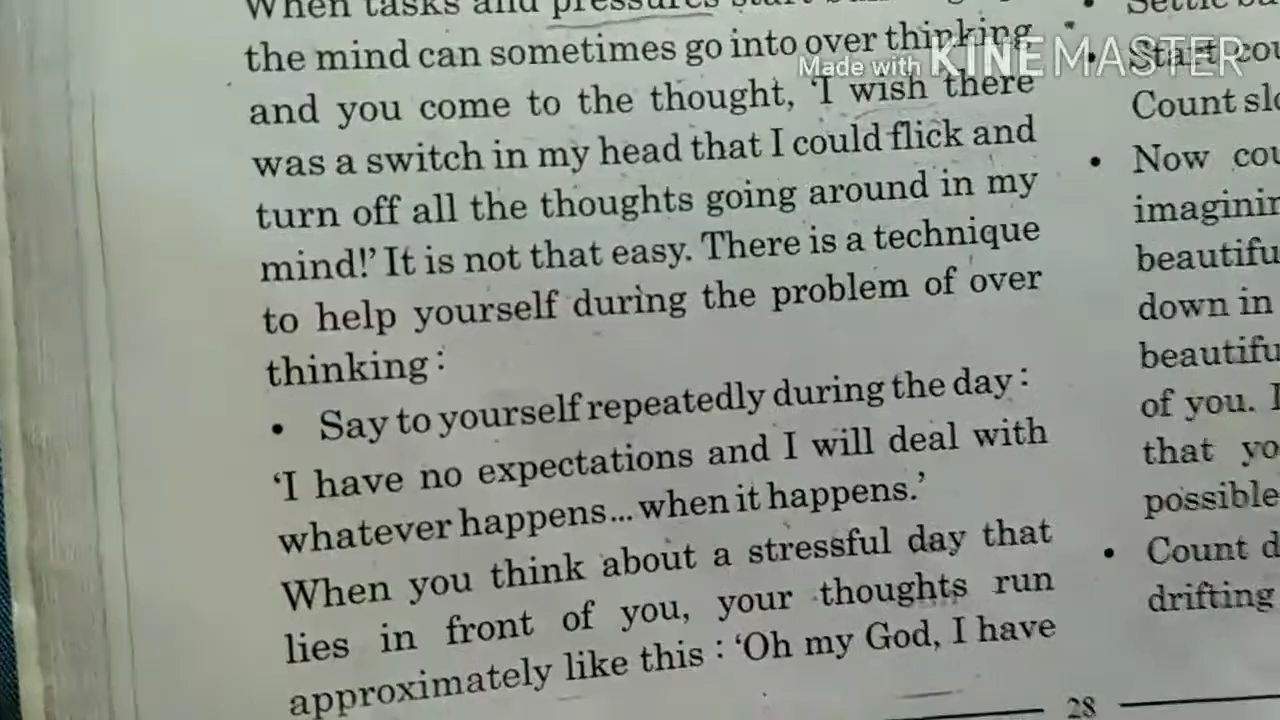 When tasks and pressures start
the mind can sometimes go into over thinking
and you come to the thought, 'I wish there
was a switch in my head that I could flick and
turn off all the thoughts going around in my
mind!' It is not that easy. There is a technique
to help yourself during the problem of over
thinking :
• Say to yourself repeatedly during the day :
'I have no expectations and I will deal with
whatever happens... when it happens.'
When you think about a stressful day that
lies in front of you, your thoughts run
approximately like this : 'Oh my God, I have
• Settle
• Start
Count
• Now
down in
of you.
that
possible
• Count
drifting
28
Made with KINEMASTER